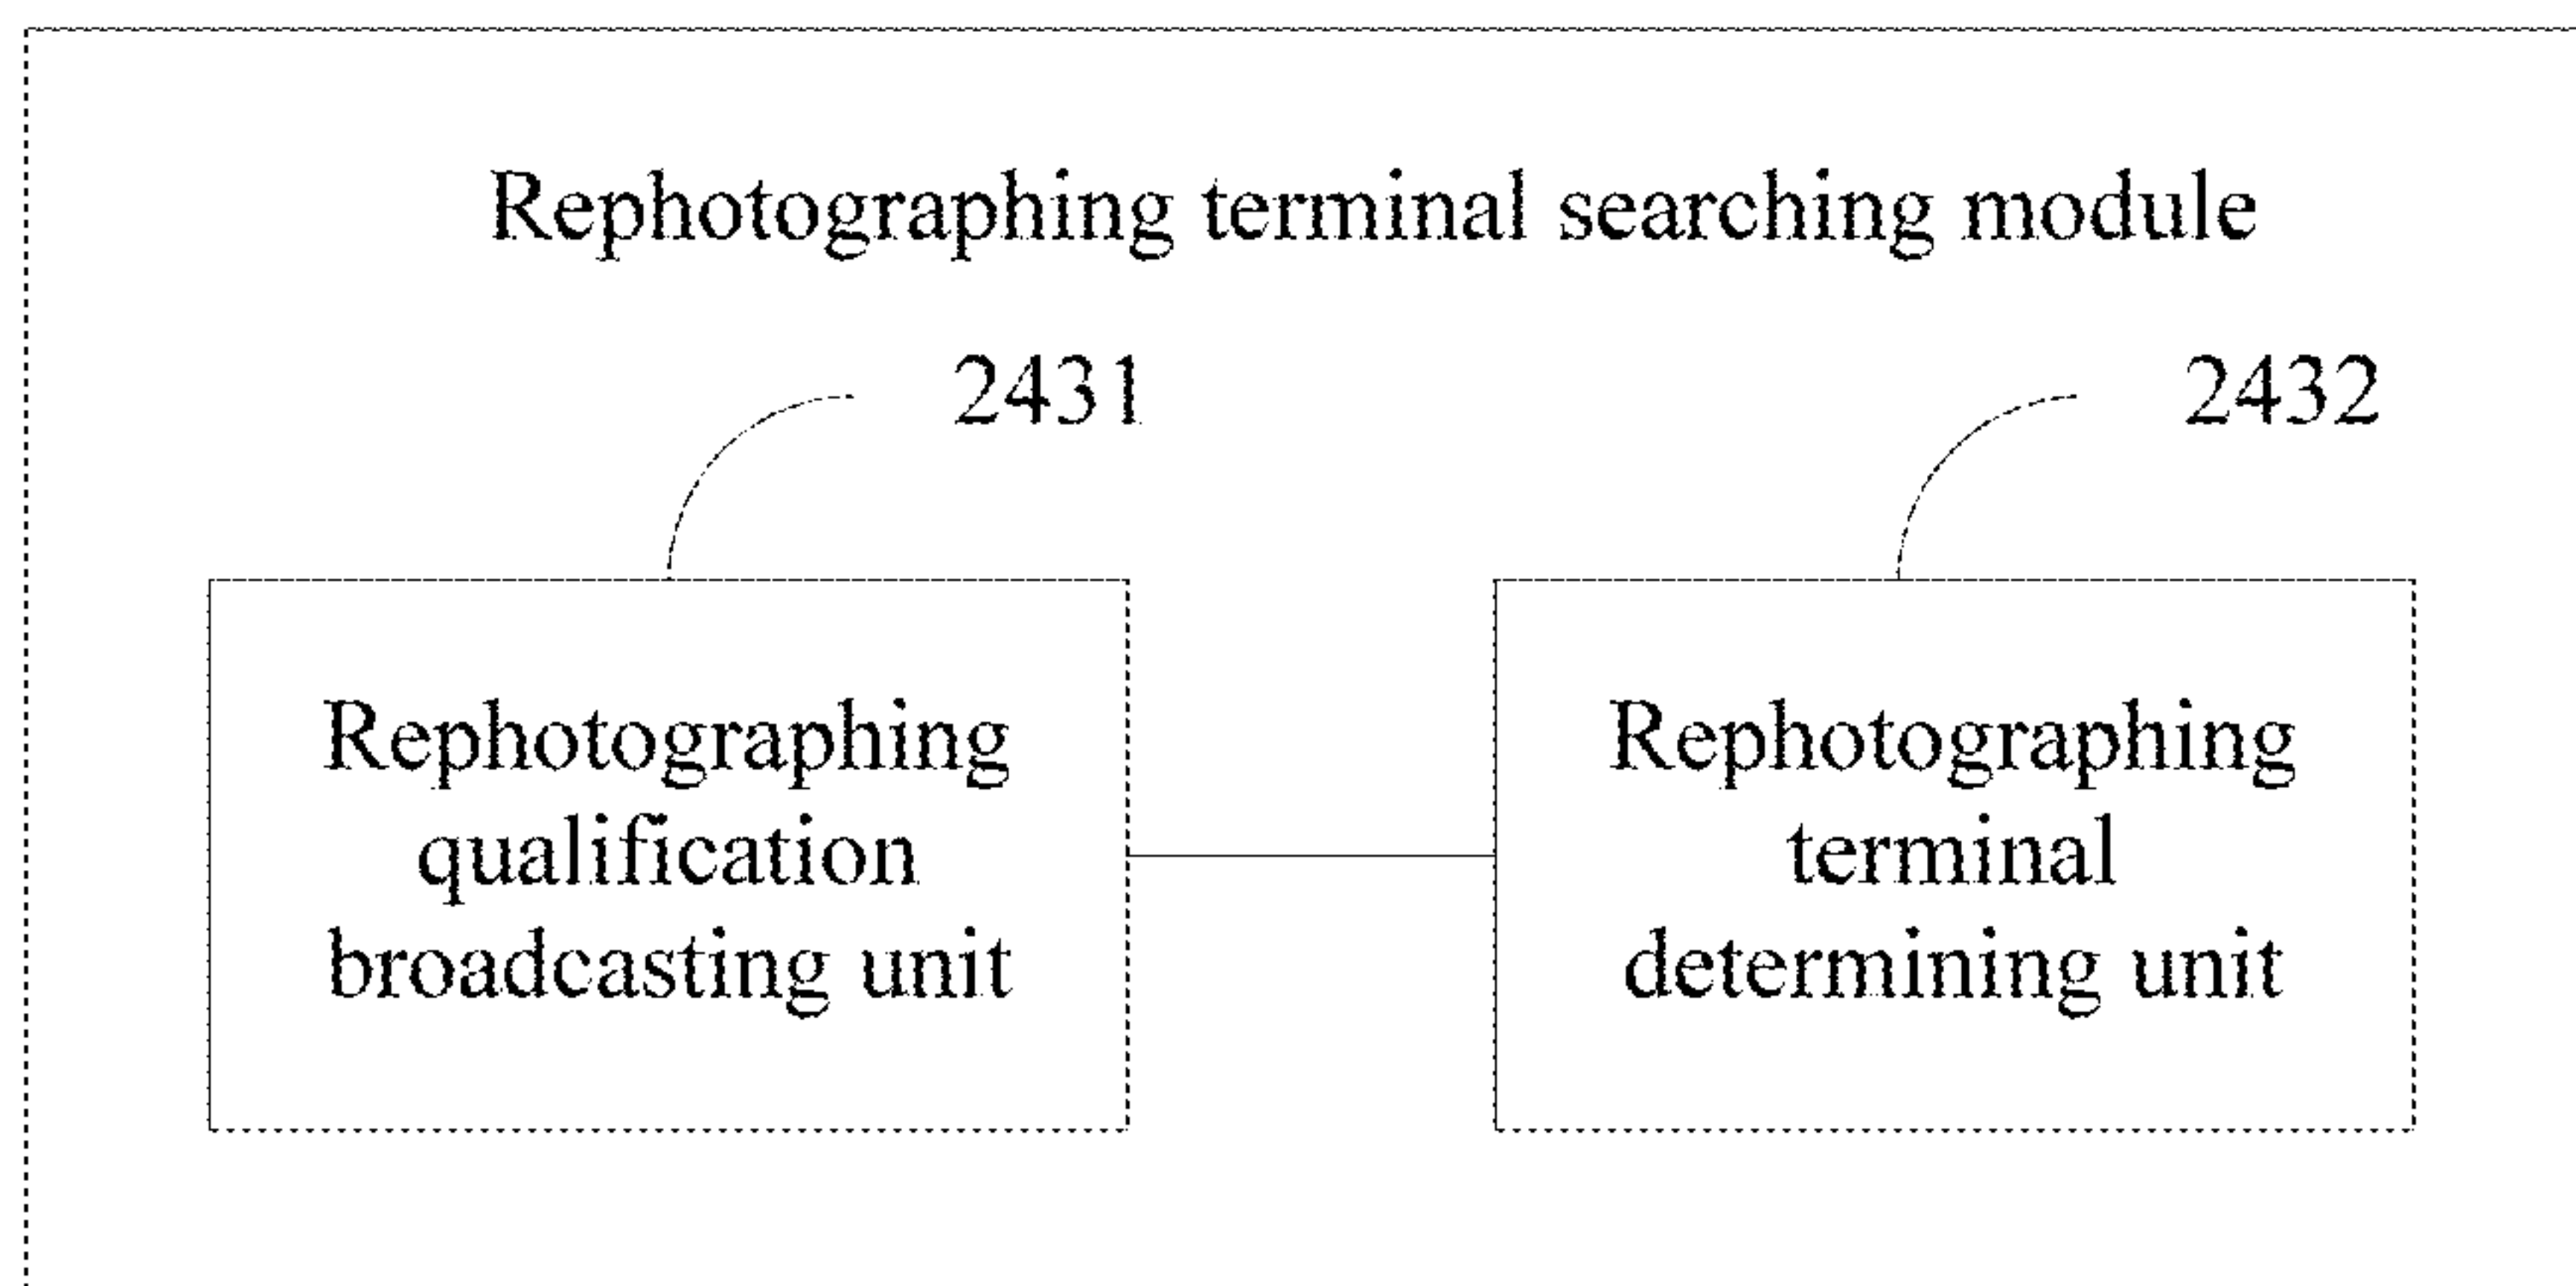 Rephotographing terminal searching module
2431
2432
Rephotographing
qualification
broadcasting unit
Rephotographing
terminal
determining unit